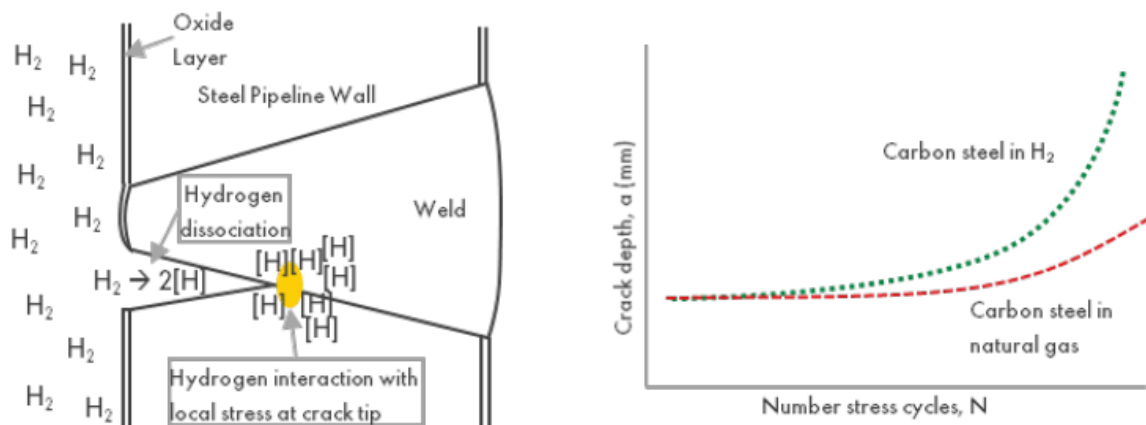 Oxide
Layer
H₂
H₂
Steel Pipeline Wall
H₂
H₂
H₂
Hydrogen
dissociation
H₂
Weld
H₂
[H][H][H]
[H]
H₂ → 2[H]
[H] [H]
[H]
H₂
H₂
Hydrogen interaction with
local stress at crack tip
H₂
H₂
Crack depth, a (mm)
Carbon steel in H₂
Carbon steel in
natural gas
Number stress cycles, N